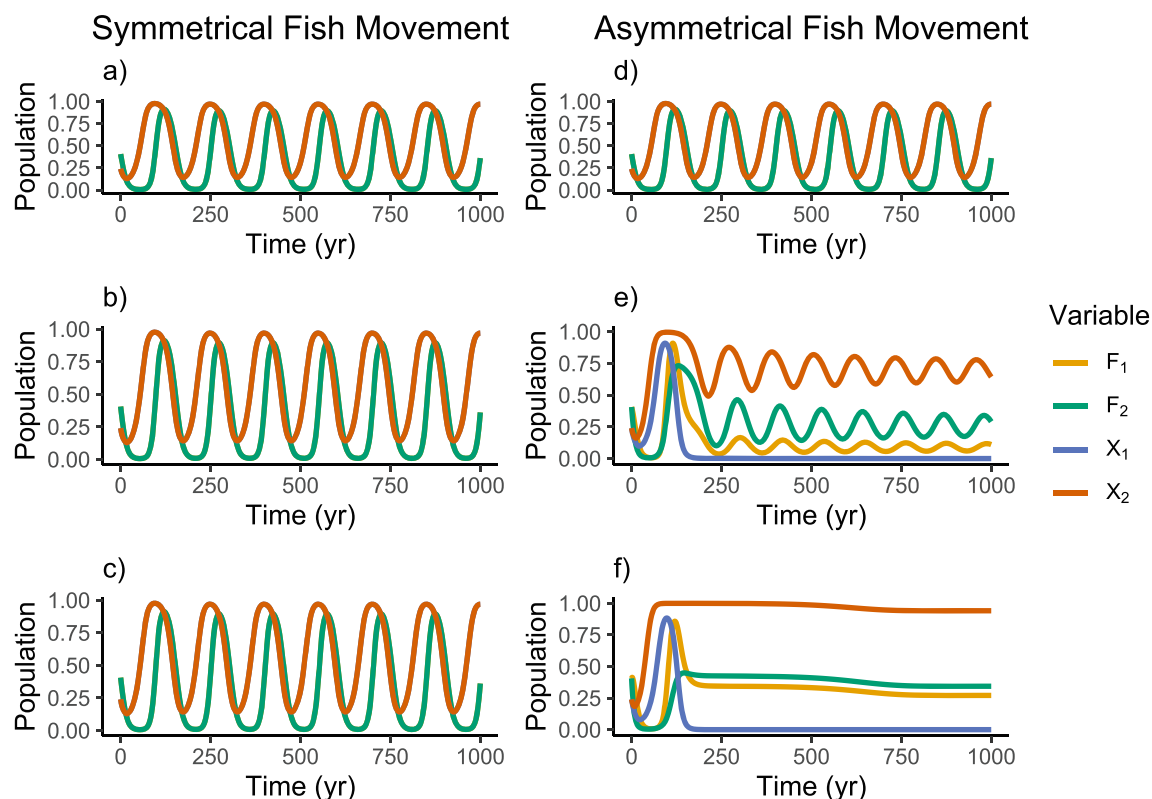 Symmetrical Fish Movement
Asymmetrical Fish Movement
a)
Population
1.00
0.75
0.50
0.25
0.00
0 250 500 750 1000
Time (yr)
d)
Population
1.00
0.75
0.50
0.25
0.00
0 250 500 750 1000
Time (yr)
b)
Population
1.00
0.75
0.50
0.25
0.00
0 250 500 750 1000
Time (yr)
e)
Population
1.00
0.75
0.50
0.25
0.00
0 250 500 750 1000
Time (yr)
c)
Population
1.00
0.75
0.50
0.25
0.00
0 250 500 750 1000
Time (yr)
f)
Population
1.00
0.75
0.50
0.25
0.00
0 250 500 750 1000
Time (yr)
Variable
F₁
F₂
X₁
X₂